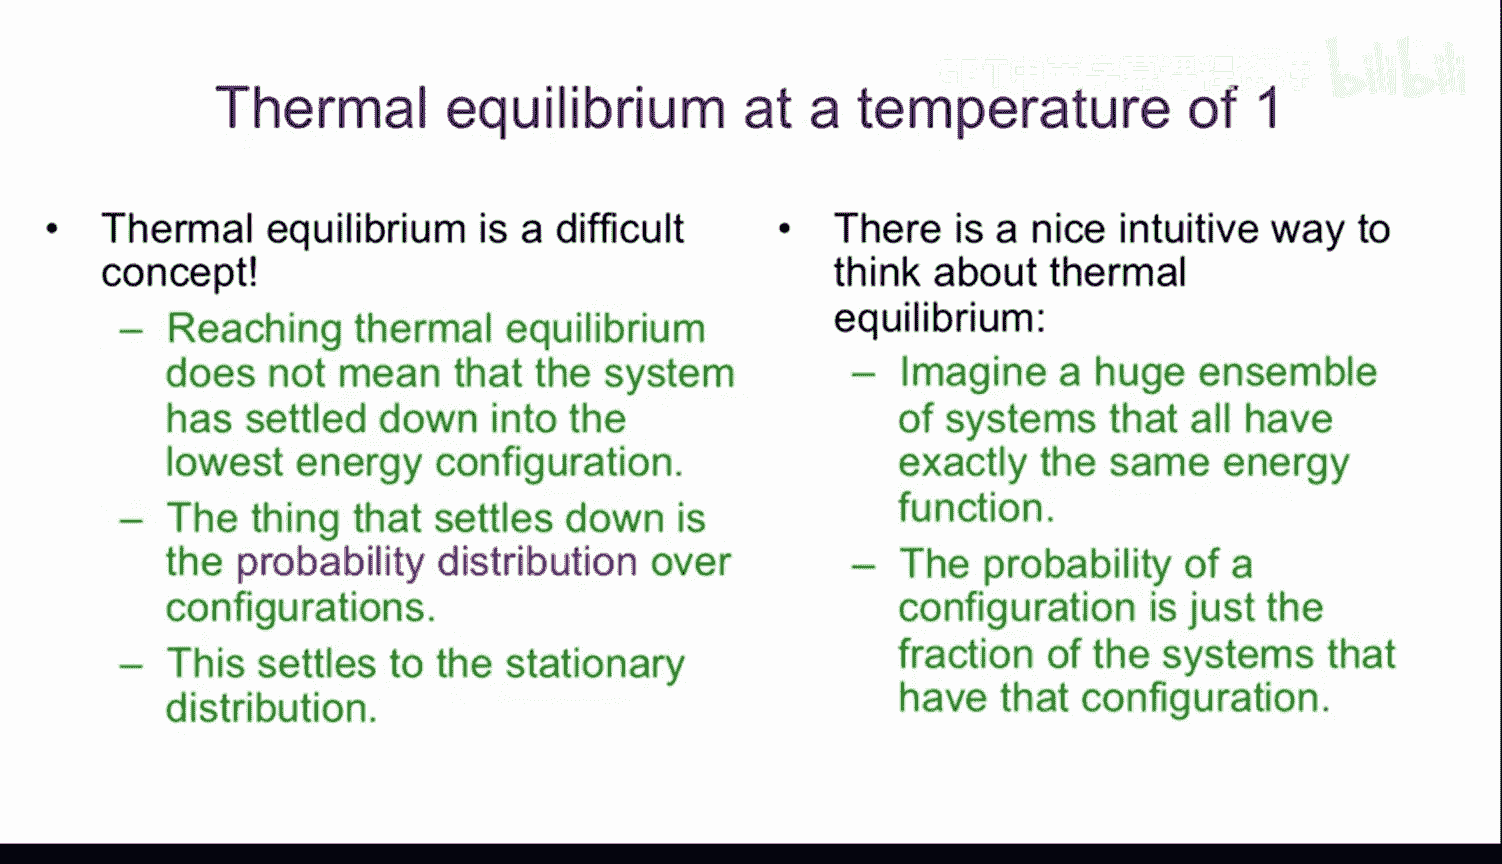 Thermal equilibrium at a temperature of 1
• Thermal equilibrium is a difficult
concept!
– Reaching thermal equilibrium
does not mean that the system
has settled down into the
lowest energy configuration.
– The thing that settles down is
the probability distribution over
configurations.
– This settles to the stationary
distribution.
• There is a nice intuitive way to
think about thermal
equilibrium:
– Imagine a huge ensemble
of systems that all have
exactly the same energy
function.
– The probability of a
configuration is just the
fraction of the systems that
have that configuration.
bilibili